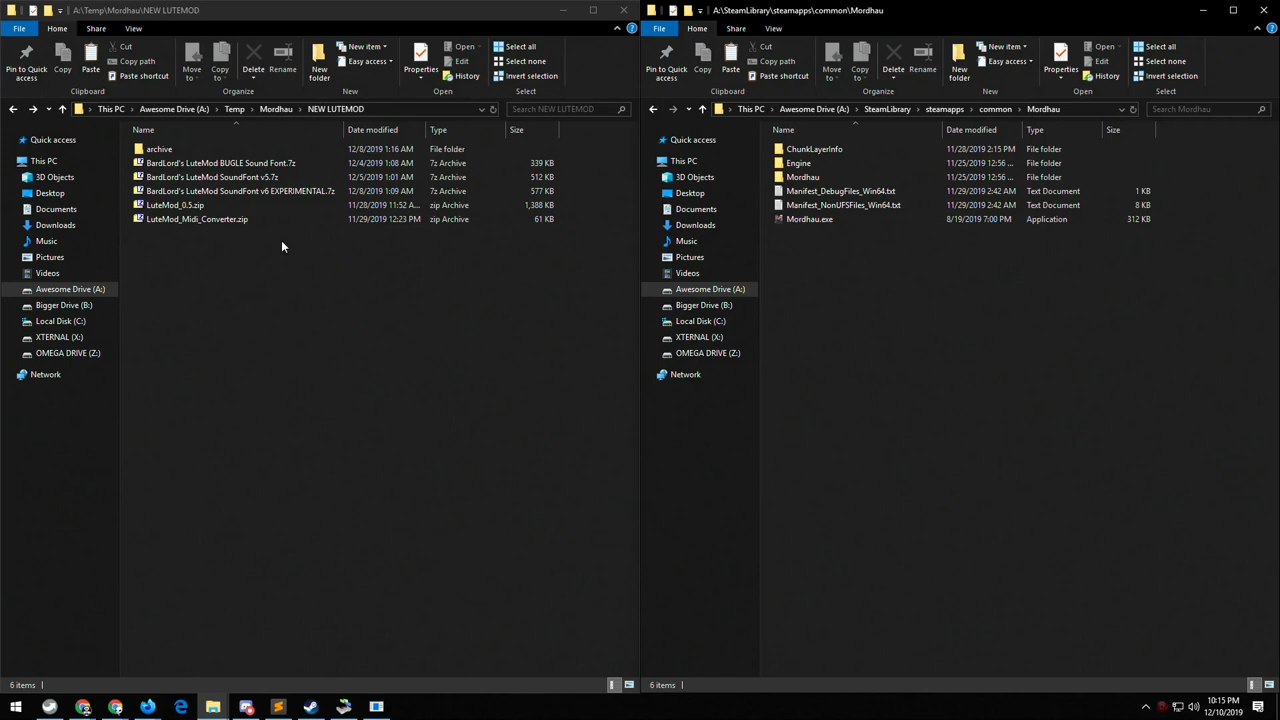 A:\Temp\Mordhau\NEW LUTEMOD
File Home Share View
Pin to Quick access
Copy
Paste
Cut
Copy path
Paste shortcut
Clipboard
Move to
Copy to
Delete
Rename
Organize
New folder
New item
Easy access
New
Properties
Open
Edit
History
Open
Select all
Select none
Invert selection
Select
This PC Awesome Drive (A:) Temp Mordhau NEW LUTEMOD
Search NEW LUTEMOD
Quick access
This PC
3D Objects
Desktop
Documents
Downloads
Music
Pictures
Videos
Awesome Drive (A:)
Bigger Drive (B:)
Local Disk (C:)
XTERNAL (X:)
OMEGA DRIVE (Z:)
Network
Name Date modified Type Size
archive 12/8/2019 1:16 AM File folder
BardLord's LuteMod BUGLE Sound Font.7z 12/4/2019 1:08 AM 7z Archive 339 KB
BardLord's LuteMod SoundFont v5.7z 12/5/2019 1:01 AM 7z Archive 512 KB
BardLord's LuteMod SoundFont v6 EXPERIMENTAL.7z 12/8/2019 1:09 AM 7z Archive 577 KB
LuteMod_0.5.zip 11/28/2019 11:52 A... zip Archive 1,388 KB
LuteMod_Midi_Converter.zip 11/29/2019 12:23 PM zip Archive 61 KB
6 items
A:\SteamLibrary\steamapps\common\Mordhau
File Home Share View
Pin to Quick access
Copy
Paste
Cut
Copy path
Paste shortcut
Clipboard
Move to
Copy to
Delete
Rename
Organize
New folder
New item
Easy access
New
Properties
Open
Edit
History
Open
Select all
Select none
Invert selection
Select
This PC Awesome Drive (A:) SteamLibrary steamapps common Mordhau
Search Mordhau
Quick access
This PC
3D Objects
Desktop
Documents
Downloads
Music
Pictures
Videos
Awesome Drive (A:)
Bigger Drive (B:)
Local Disk (C:)
XTERNAL (X:)
OMEGA DRIVE (Z:)
Network
Name Date modified Type Size
ChunkLayerInfo 11/28/2019 2:15 PM File folder
Engine 11/25/2019 12:56 ... File folder
Mordhau 11/25/2019 12:56 ... File folder
Manifest_DebugFiles_Win64.txt 11/29/2019 2:42 AM Text Document 1 KB
Manifest_NonUFSFiles_Win64.txt 11/29/2019 2:42 AM Text Document 8 KB
Mordhau.exe 8/19/2019 7:00 PM Application 312 KB
6 items
10:15 PM
12/10/2019